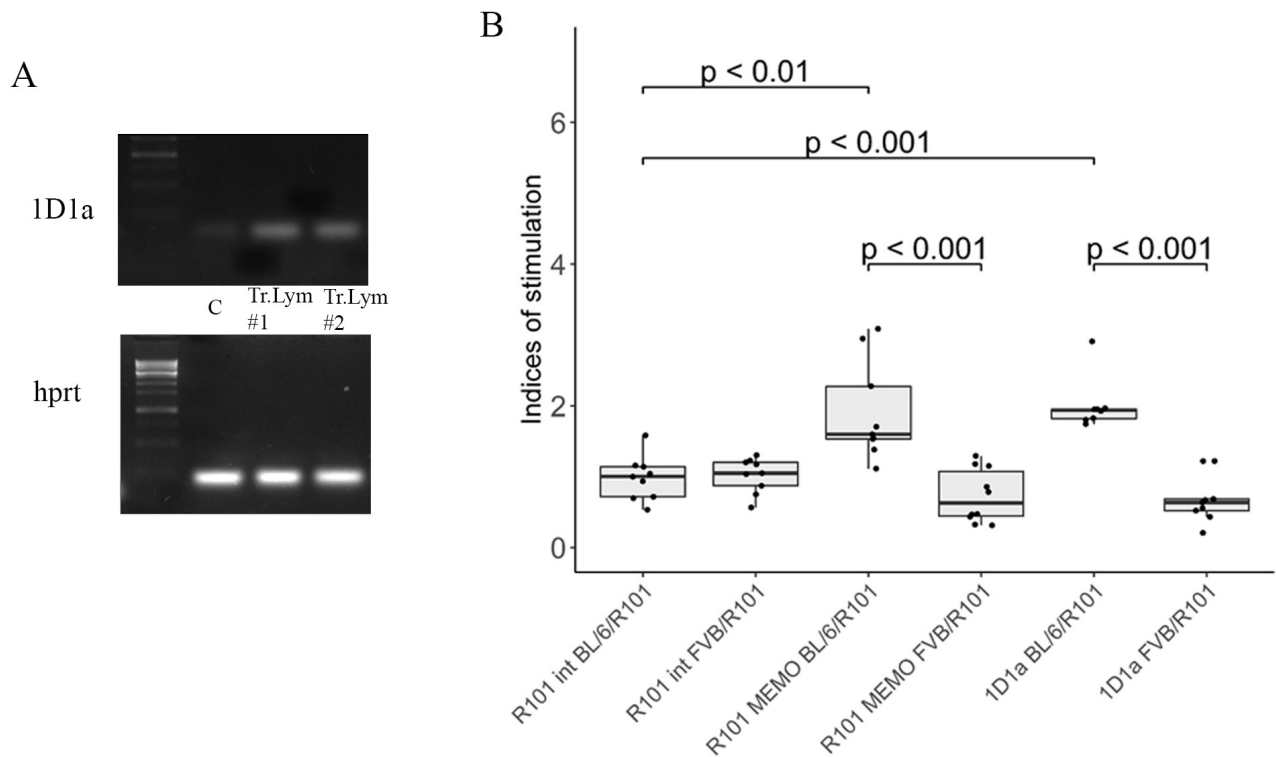 A
1D1a
C
Tr.Lym
#1
Tr.Lym
#2
hprt
B
Indices of stimulation
6
4
2
0
p < 0.01
p < 0.001
p < 0.001
p < 0.001
R101 int BL/6/R101
R101 int FVB/R101
R101 MEMO BL/6/R101
R101 MEMO FVB/R101
1D1a BL/6/R101
1D1a FVB/R101